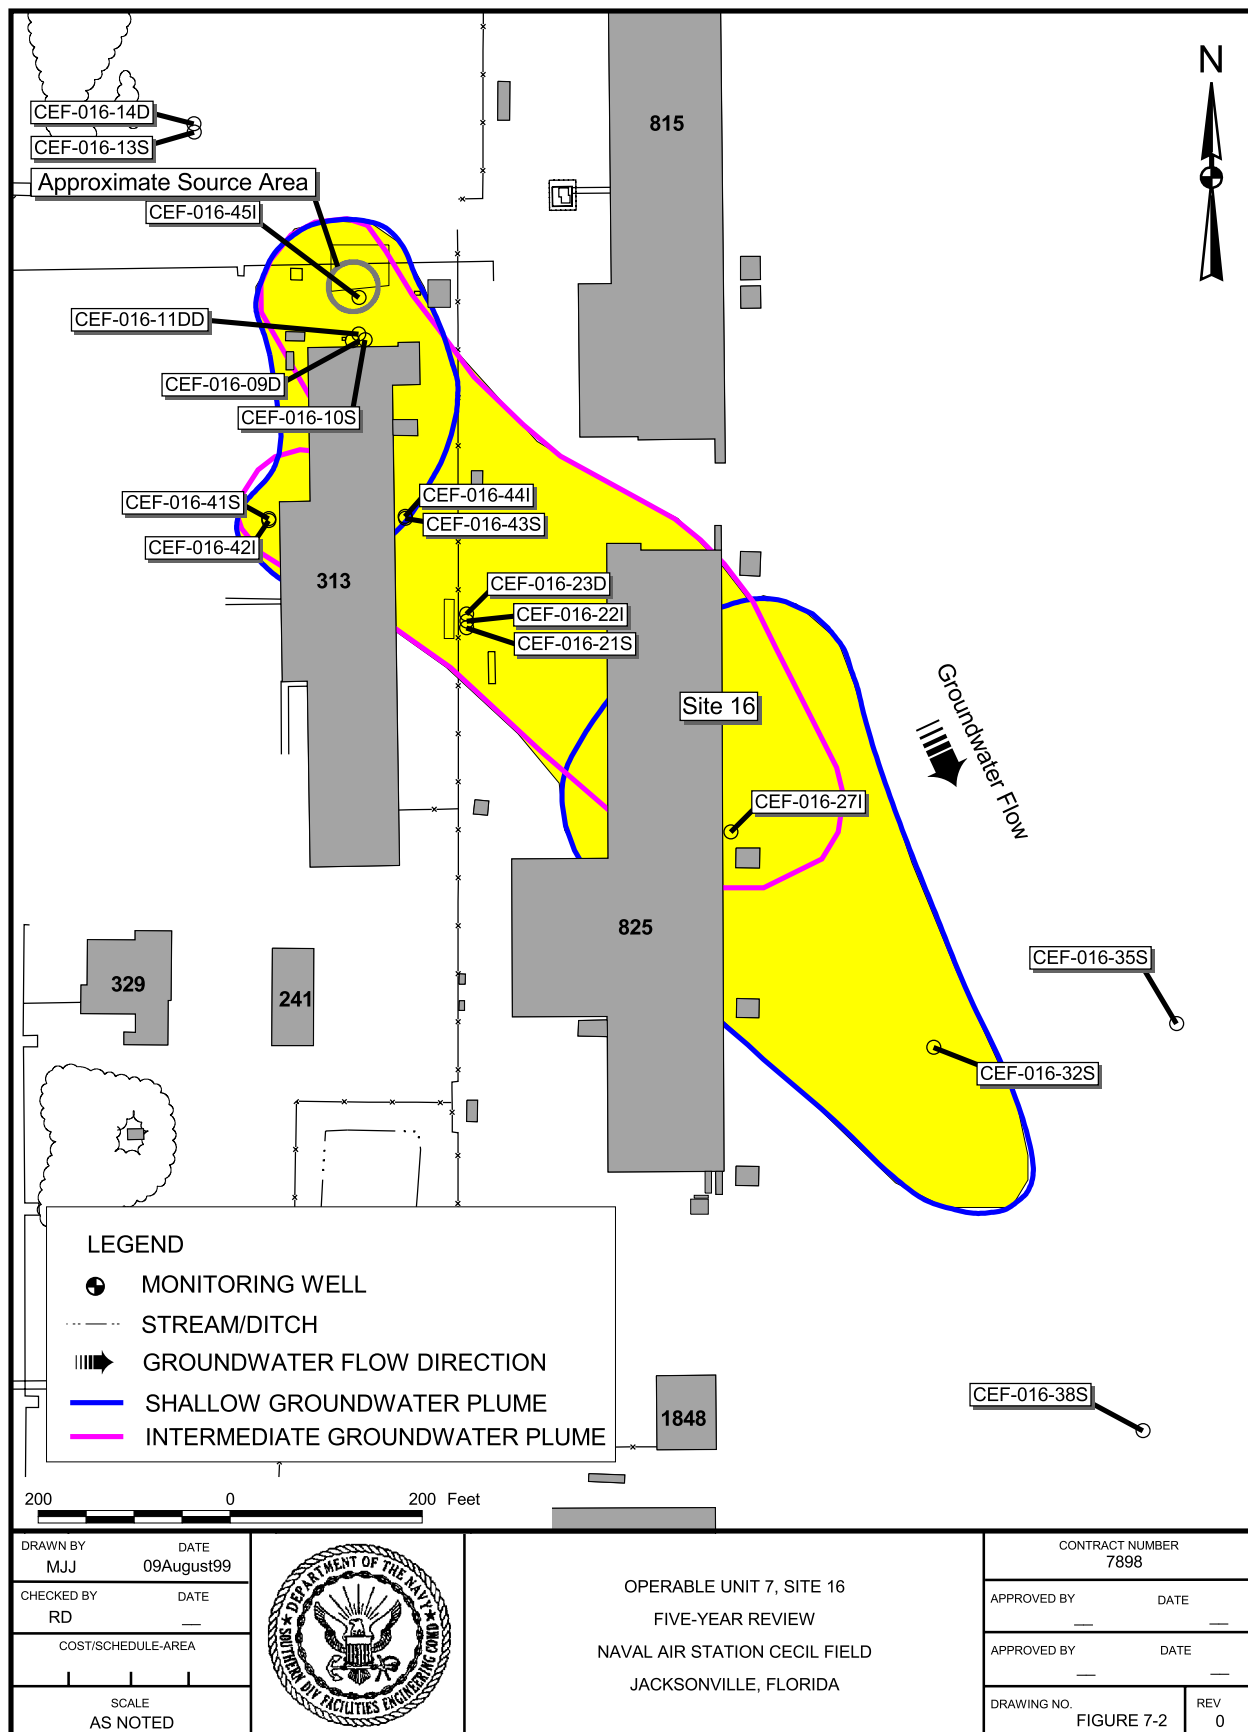 N
815
CEF-016-14D
CEF-016-13S
Approximate Source Area
CEF-016-45I
CEF-016-11DD
CEF-016-09D
CEF-016-10S
CEF-016-41S
CEF-016-42I
CEF-016-44I
CEF-016-43S
313
CEF-016-23D
CEF-016-22I
CEF-016-21S
Site 16
Groundwater Flow
CEF-016-27I
825
CEF-016-35S
329
241
CEF-016-32S
LEGEND
MONITORING WELL
STREAM/DITCH
GROUNDWATER FLOW DIRECTION
SHALLOW GROUNDWATER PLUME
INTERMEDIATE GROUNDWATER PLUME
1848
CEF-016-38S
200 0 200 Feet
DRAWN BY DATE
MJJ 09August99
CHECKED BY DATE
RD __
COST/SCHEDULE-AREA
SCALE
AS NOTED
DEPARTMENT OF THE NAVY
SOUTHERN DIV FACILITIES ENGINEERING COMD
OPERABLE UNIT 7, SITE 16
FIVE-YEAR REVIEW
NAVAL AIR STATION CECIL FIELD
JACKSONVILLE, FLORIDA
CONTRACT NUMBER
7898
APPROVED BY DATE
__ __
APPROVED BY DATE
__ __
DRAWING NO. REV
FIGURE 7-2 0